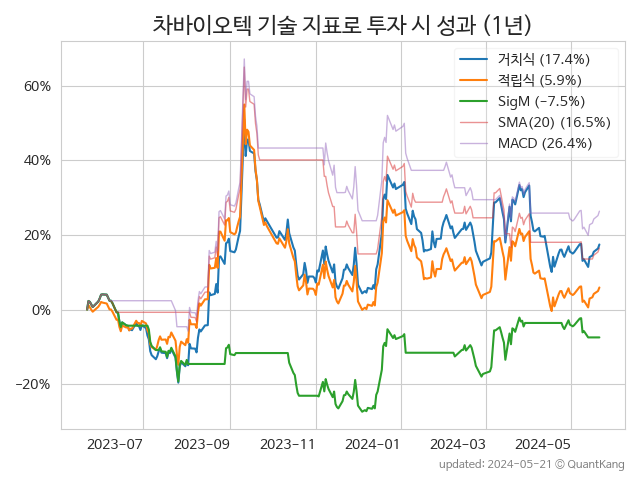 차바이오텍 기술 지표로 투자 시 성과 (1년)
거치식 (17.4%)
적립식 (5.9%)
SigM (−7.5%)
SMA(20) (16.5%)
MACD (26.4%)
60%
40%
20%
0%
−20%
2023−07
2023−09
2023−11
2024−01
2024−03
2024−05
updated: 2024−05−21 © QuantKang